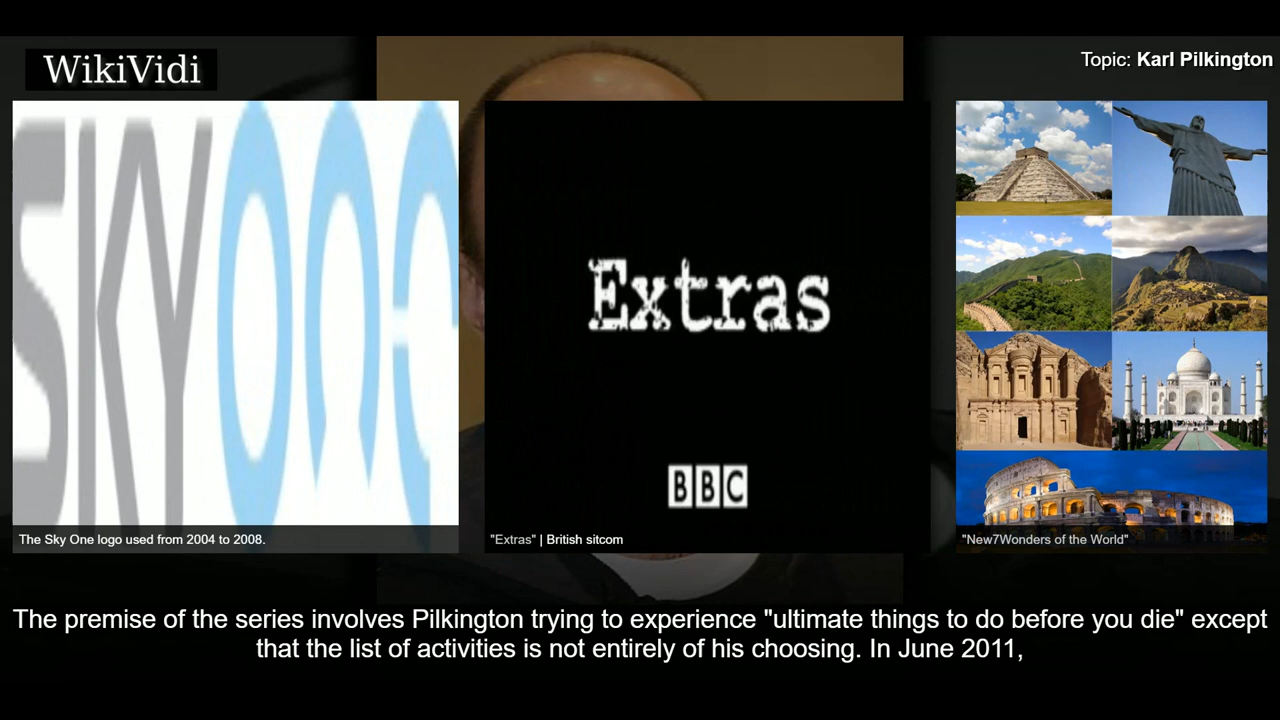 WikiVidi
Topic: Karl Pilkington
SKY one
The Sky One logo used from 2004 to 2008.
Extras
BBC
"Extras" | British sitcom
"New7Wonders of the World"
The premise of the series involves Pilkington trying to experience "ultimate things to do before you die" except
that the list of activities is not entirely of his choosing. In June 2011,